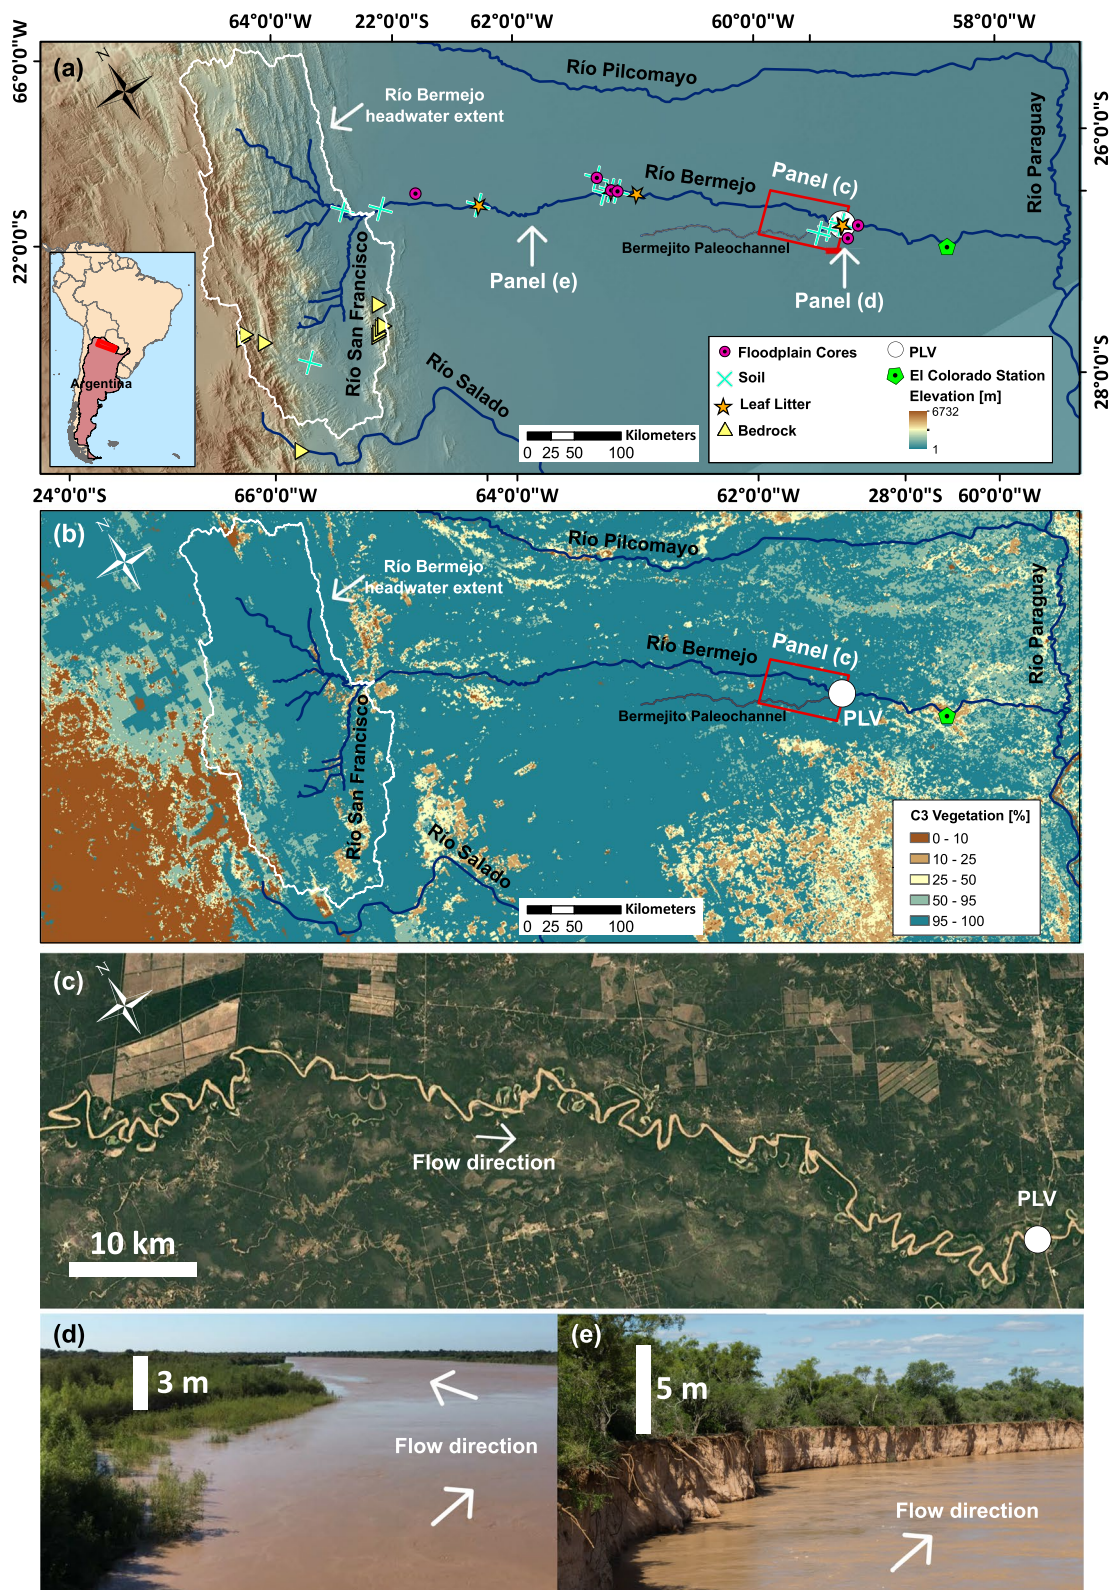 64°0'0"W 22°0'0"S 62°0'0"W 60°0'0"W 58°0'0"W
66°0'0"W
22°0'0"S
26°0'0"S
28°0'0"S
(a)
N
Río Bermejo
headwater extent
Río Pilcomayo
Río Paraguay
Río Bermejo
Panel (c)
Bermejito Paleochannel
Panel (e)
Panel (d)
Río San Francisco
Río Salado
Argentina
Kilometers
0 25 50 100
Floodplain Cores
Soil
Leaf Litter
Bedrock
PLV
El Colorado Station
Elevation [m]
6732
1
24°0'0"S 66°0'0"W 64°0'0"W 62°0'0"W 28°0'0"S 60°0'0"W
(b)
N
Río Bermejo
headwater extent
Río Pilcomayo
Río Paraguay
Río Bermejo
Panel (c)
Bermejito Paleochannel
PLV
Río San Francisco
Río Salado
Kilometers
0 25 50 100
C3 Vegetation [%]
0 - 10
10 - 25
25 - 50
50 - 95
95 - 100
(c)
N
Flow direction
PLV
10 km
(d)
3 m
Flow direction
(e)
5 m
Flow direction